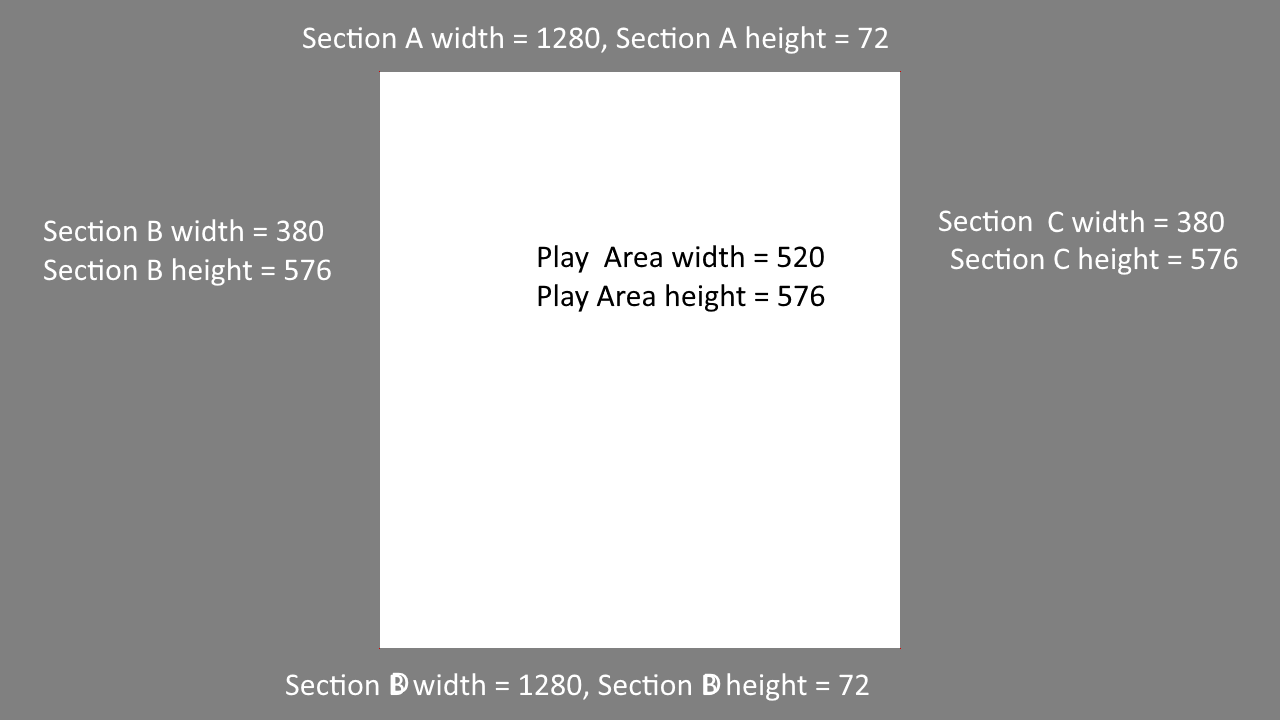 Section A width = 1280, Section A height = 72
Section B width = 380
Section B height = 576
Play Area width = 520
Play Area height = 576
Section C width = 380
Section C height = 576
Section D width = 1280, Section D height = 72